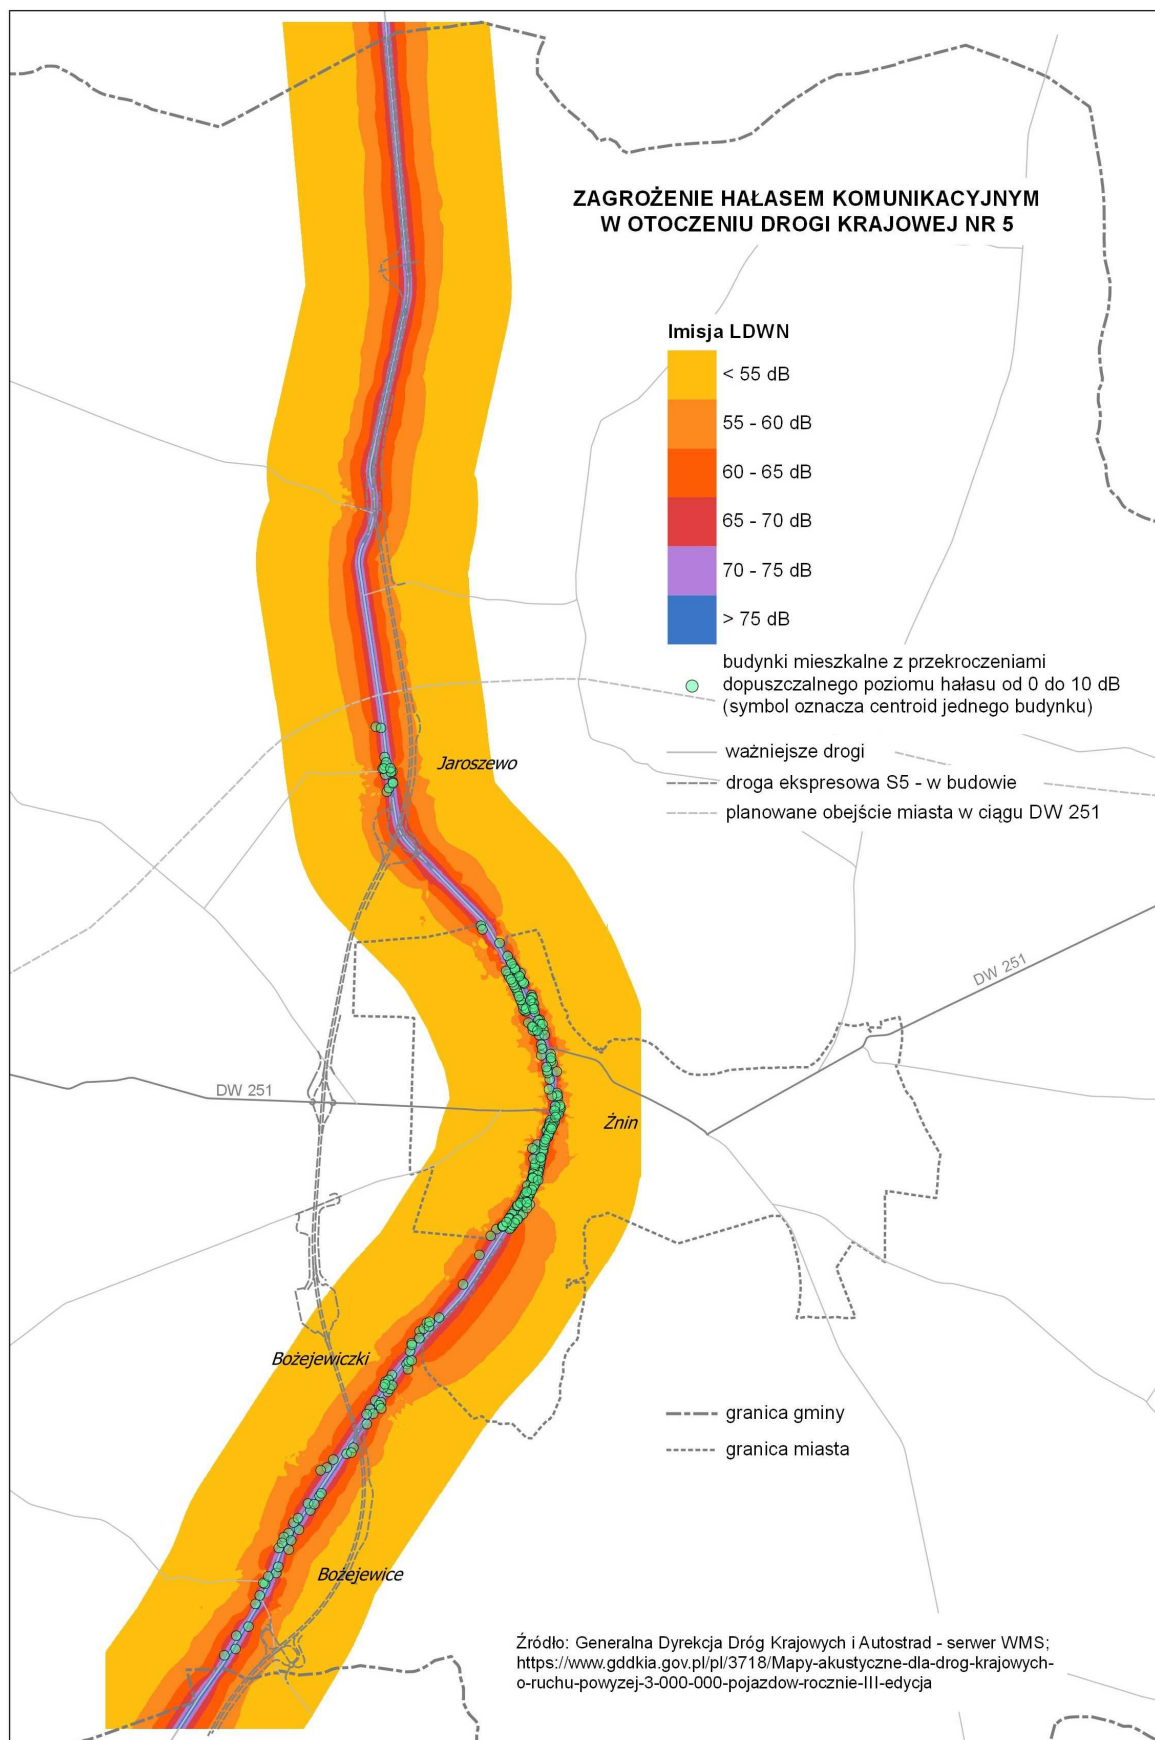 ZAGROŻENIE HAŁASEM KOMUNIKACYJNYM
W OTOCZENIU DROGI KRAJOWEJ NR 5
Imisja LDWN
< 55 dB
55 - 60 dB
60 - 65 dB
65 - 70 dB
70 - 75 dB
> 75 dB
budynki mieszkalne z przekroczeniami
dopuszczalnego poziomu hałasu od 0 do 10 dB
(symbol oznacza centroid jednego budynku)
ważniejsze drogi
droga ekspresowa S5 - w budowie
planowane obejście miasta w ciągu DW 251
Jaroszewo
DW 251
DW 251
Żnin
Bożejewiczki
granica gminy
granica miasta
Bożejewice
Źródło: Generalna Dyrekcja Dróg Krajowych i Autostrad - serwer WMS;
https://www.gddkia.gov.pl/pl/3718/Mapy-akustyczne-dla-drog-krajowych-
o-ruchu-powyzej-3-000-000-pojazdow-rocznie-III-edycja